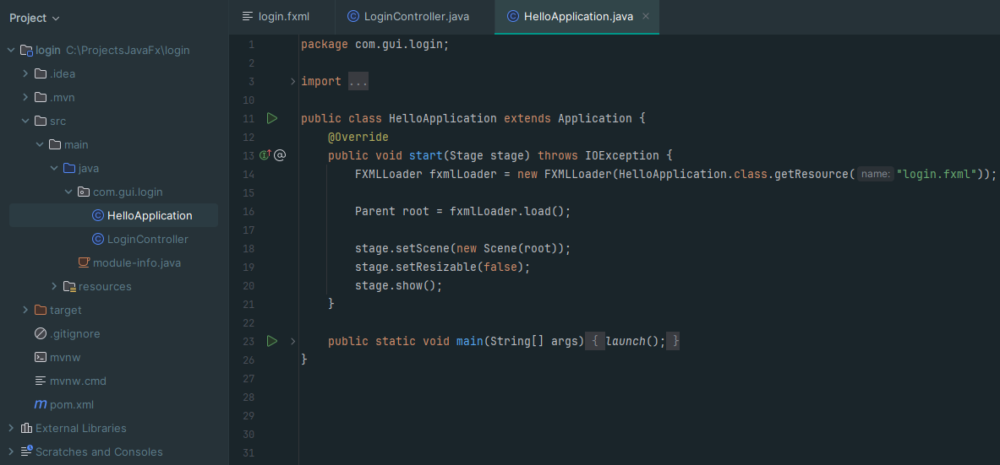 Project
login C:\ProjectsJavaFx\login
.idea
.mvn
src
main
java
com.gui.login
HelloApplication
LoginController
module-info.java
resources
target
.gitignore
mvnw
mvnw.cmd
pom.xml
External Libraries
Scratches and Consoles
login.fxml
LoginController.java
HelloApplication.java
1 package com.gui.login;
2
3 import ...
10
11 public class HelloApplication extends Application {
12 @Override
13 public void start(Stage stage) throws IOException {
14 FXMLLoader fxmlLoader = new FXMLLoader(HelloApplication.class.getResource( name: "login.fxml"));
15
16 Parent root = fxmlLoader.load();
17
18 stage.setScene(new Scene(root));
19 stage.setResizable(false);
20 stage.show();
21 }
22
23 public static void main(String[] args) { launch(); }
26 }
27
28
29
30
31